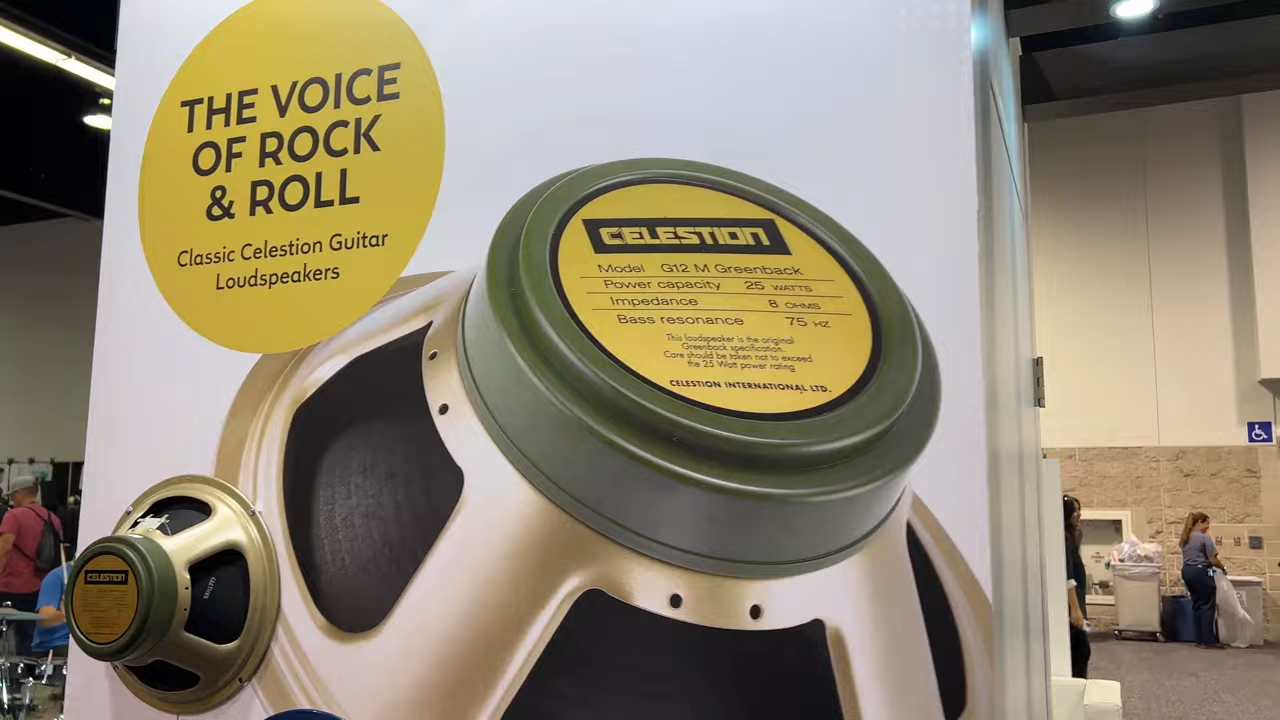 THE VOICE
OF ROCK
& ROLL
Classic Celestion Guitar
Loudspeakers
CELESTION
Model G12 M Greenback
Power capacity 25 WATTS
Impedance 8 OHMS
Bass resonance 75 HZ
This loudspeaker is the original
Greenback specification.
Care should be taken not to exceed
the 25 Watt power rating
CELESTION INTERNATIONAL LTD.
CELESTION